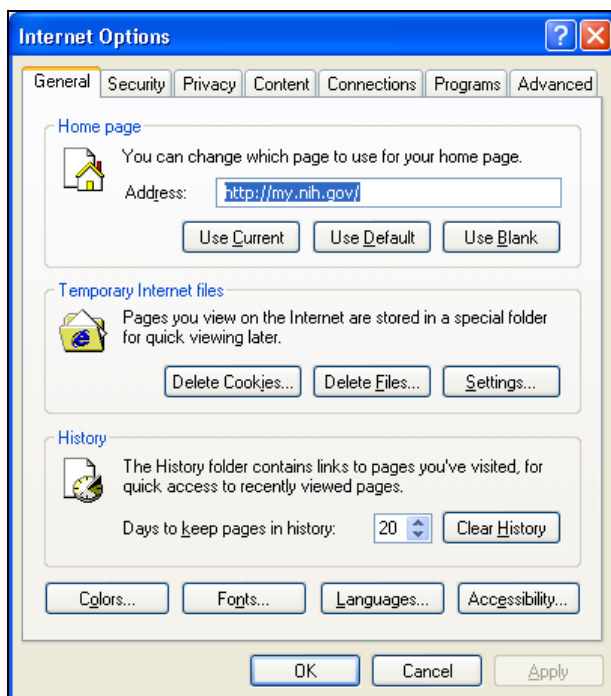 Internet Options
General Security Privacy Content Connections Programs Advanced
Home page
You can change which page to use for your home page.
Address: http://my.nih.gov/
Use Current Use Default Use Blank
Temporary Internet files
Pages you view on the Internet are stored in a special folder
for quick viewing later.
Delete Cookies... Delete Files... Settings...
History
The History folder contains links to pages you've visited, for
quick access to recently viewed pages.
Days to keep pages in history: 20 Clear History
Colors... Fonts... Languages... Accessibility...
OK Cancel Apply